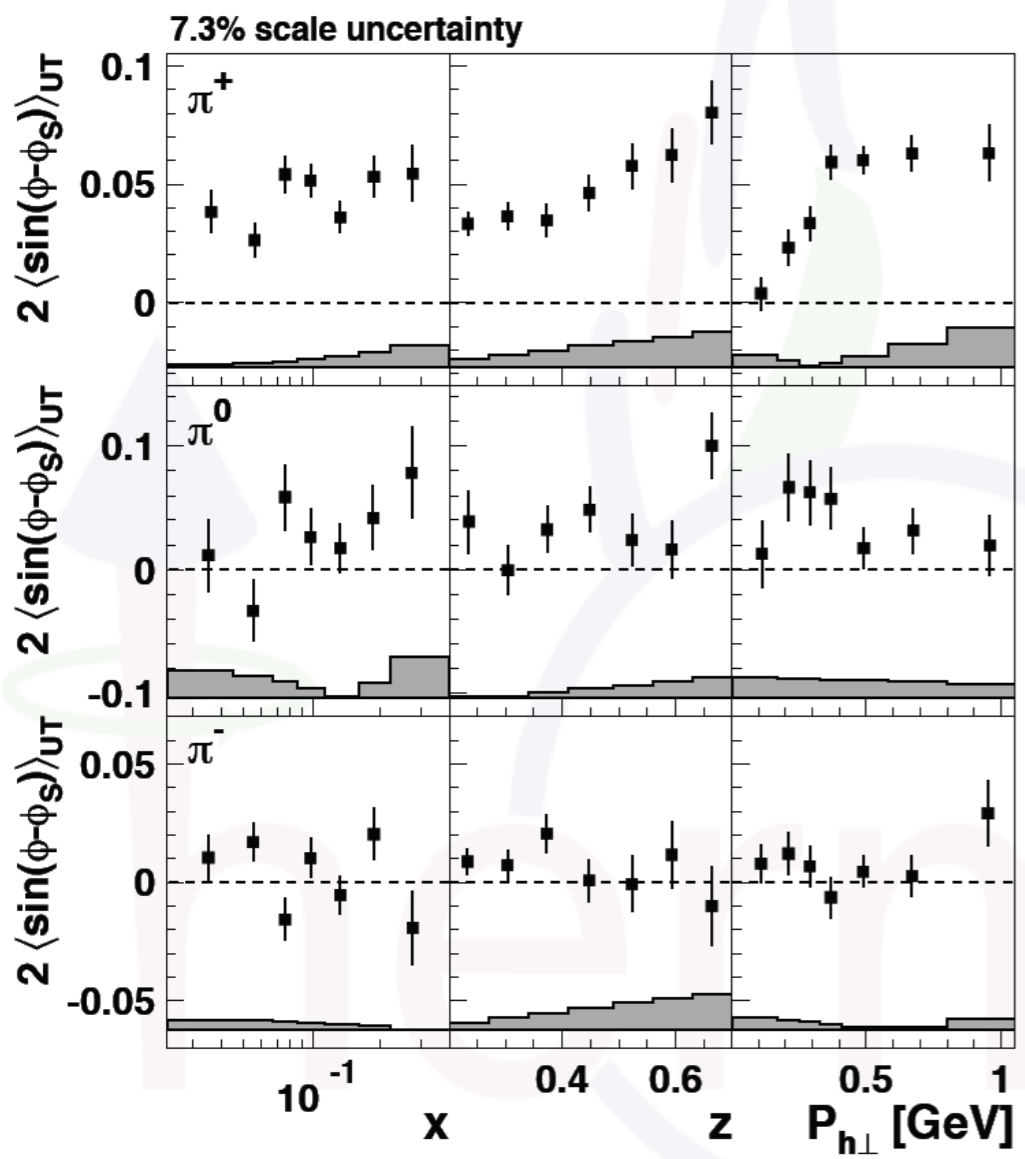 7.3% scale uncertainty
2 ⟨sin(ϕ-ϕS)⟩UT
π+
0.1
0.05
0
2 ⟨sin(ϕ-ϕS)⟩UT
π0
0.1
0
-0.1
2 ⟨sin(ϕ-ϕS)⟩UT
π-
0.05
0
-0.05
10-1 0.4 0.6 0.5 1
x z Ph⊥ [GeV]